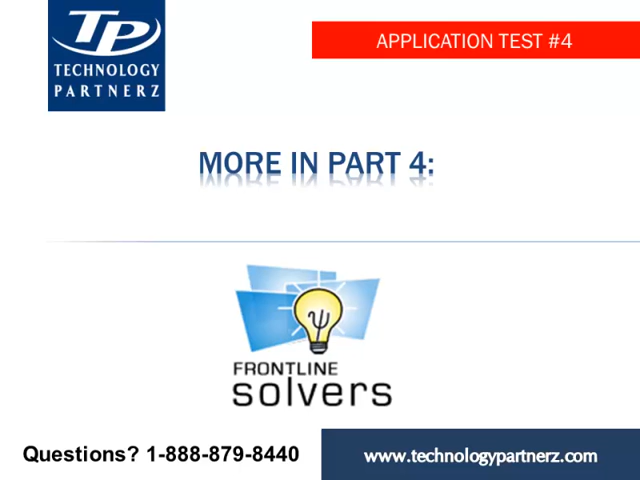 TP
TECHNOLOGY
PARTNERZ
APPLICATION TEST #4
MORE IN PART 4:
FRONTLINE
solvers
Questions? 1-888-879-8440
www.technologypartnerz.com